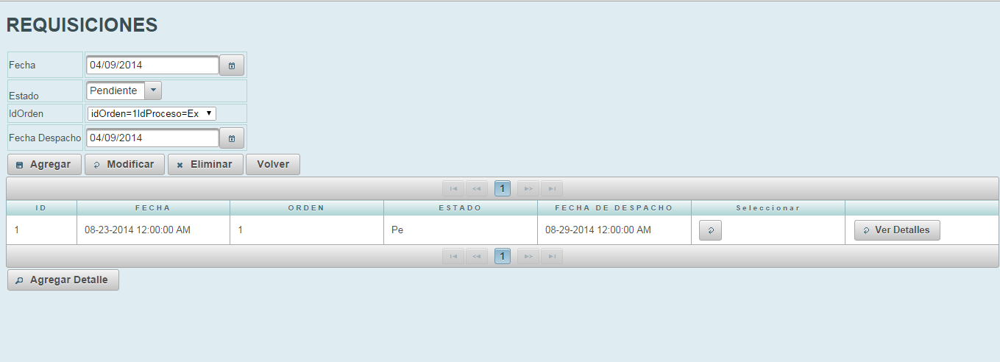 REQUISICIONES
Fecha 04/09/2014
Estado Pendiente
IdOrden idOrden=1IdProceso=Ex
Fecha Despacho 04/09/2014
Agregar Modificar Eliminar Volver
1
ID FECHA ORDEN ESTADO FECHA DE DESPACHO Seleccionar
1 08-23-2014 12:00:00 AM 1 Pe 08-29-2014 12:00:00 AM Ver Detalles
1
Agregar Detalle